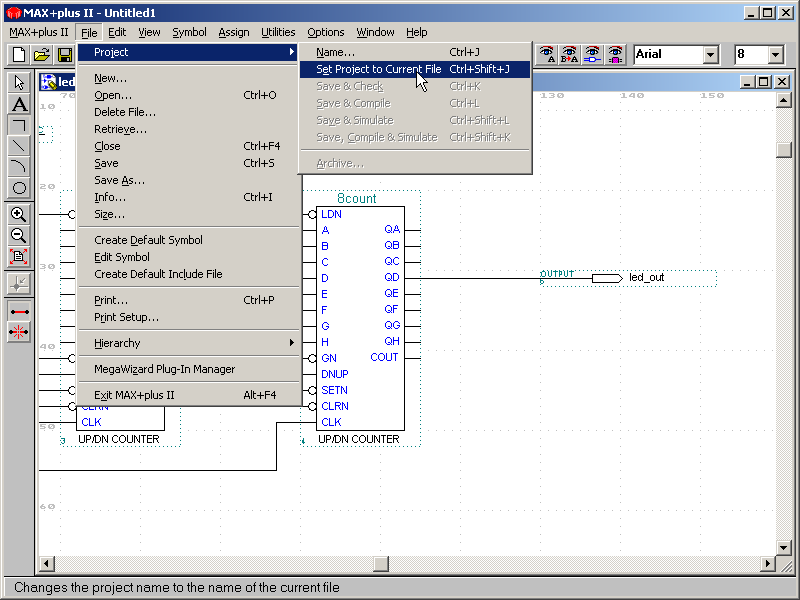 MAX+plus II - Untitled1
MAX+plus II File Edit View Symbol Assign Utilities Options Window Help
Arial 8
Project
New...
Open... Ctrl+O
Delete File...
Retrieve...
Close Ctrl+F4
Save Ctrl+S
Save As...
Info... Ctrl+I
Size...
Create Default Symbol
Edit Symbol
Create Default Include File
Print... Ctrl+P
Print Setup...
Hierarchy
MegaWizard Plug-In Manager
Exit MAX+plus II Alt+F4
Name... Ctrl+J
Set Project to Current File Ctrl+Shift+J
Save & Check Ctrl+K
Save & Compile Ctrl+L
Save & Simulate Ctrl+Shift+L
Save, Compile & Simulate Ctrl+Shift+K
Archive...
led
70 130 140 150
10
20
30
40
50
60
8count
LDN
A QA
B QB
C QC
D QD
E QE
F QF
G QG
H QH
GN COUT
DNUP
SETN
CLRN
CLK
4 UP/DN COUNTER
CLRN
CLK
3 UP/DN COUNTER
OUTPUT led_out
Changes the project name to the name of the current file